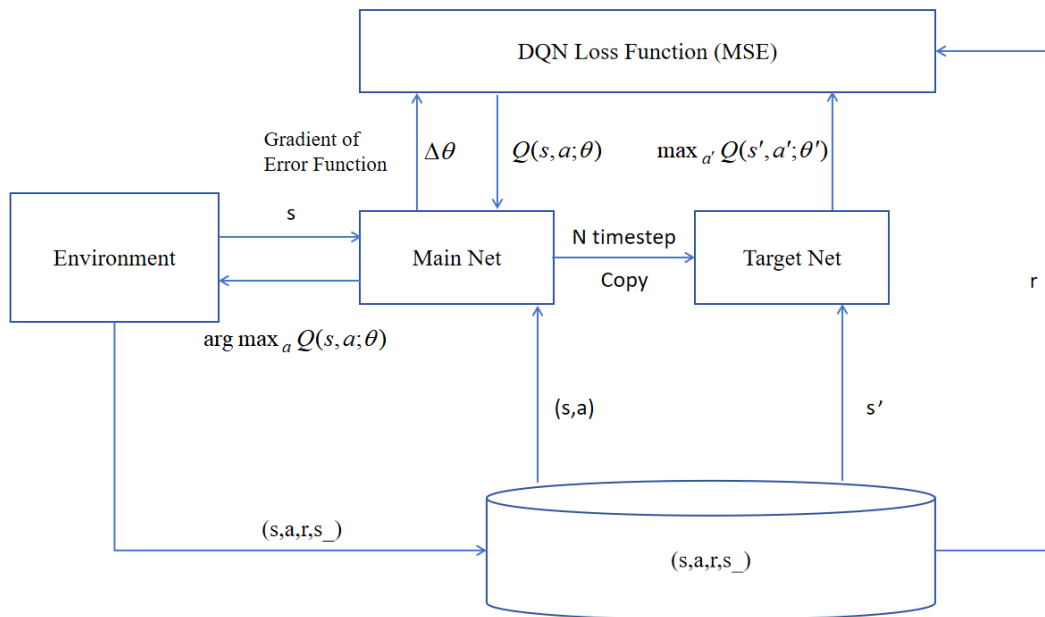 DQN Loss Function (MSE)
Gradient of
Error Function
Δθ
Q(s,a;θ)
max a′ Q(s′,a′;θ′)
s
Environment
Main Net
N timestep
Copy
Target Net
r
arg max a Q(s,a;θ)
(s,a)
s′
(s,a,r,s_)
(s,a,r,s_)